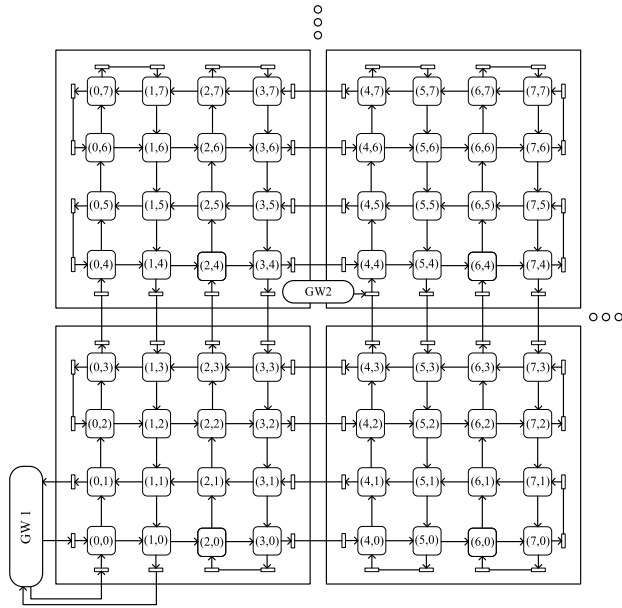 (0,7) (1,7) (2,7) (3,7) (4,7) (5,7) (6,7) (7,7)
(0,6) (1,6) (2,6) (3,6) (4,6) (5,6) (6,6) (7,6)
(0,5) (1,5) (2,5) (3,5) (4,5) (5,5) (6,5) (7,5)
(0,4) (1,4) (2,4) (3,4) (4,4) (5,4) (6,4) (7,4)
GW2
(0,3) (1,3) (2,3) (3,3) (4,3) (5,3) (6,3) (7,3)
(0,2) (1,2) (2,2) (3,2) (4,2) (5,2) (6,2) (7,2)
(0,1) (1,1) (2,1) (3,1) (4,1) (5,1) (6,1) (7,1)
GW 1
(0,0) (1,0) (2,0) (3,0) (4,0) (5,0) (6,0) (7,0)